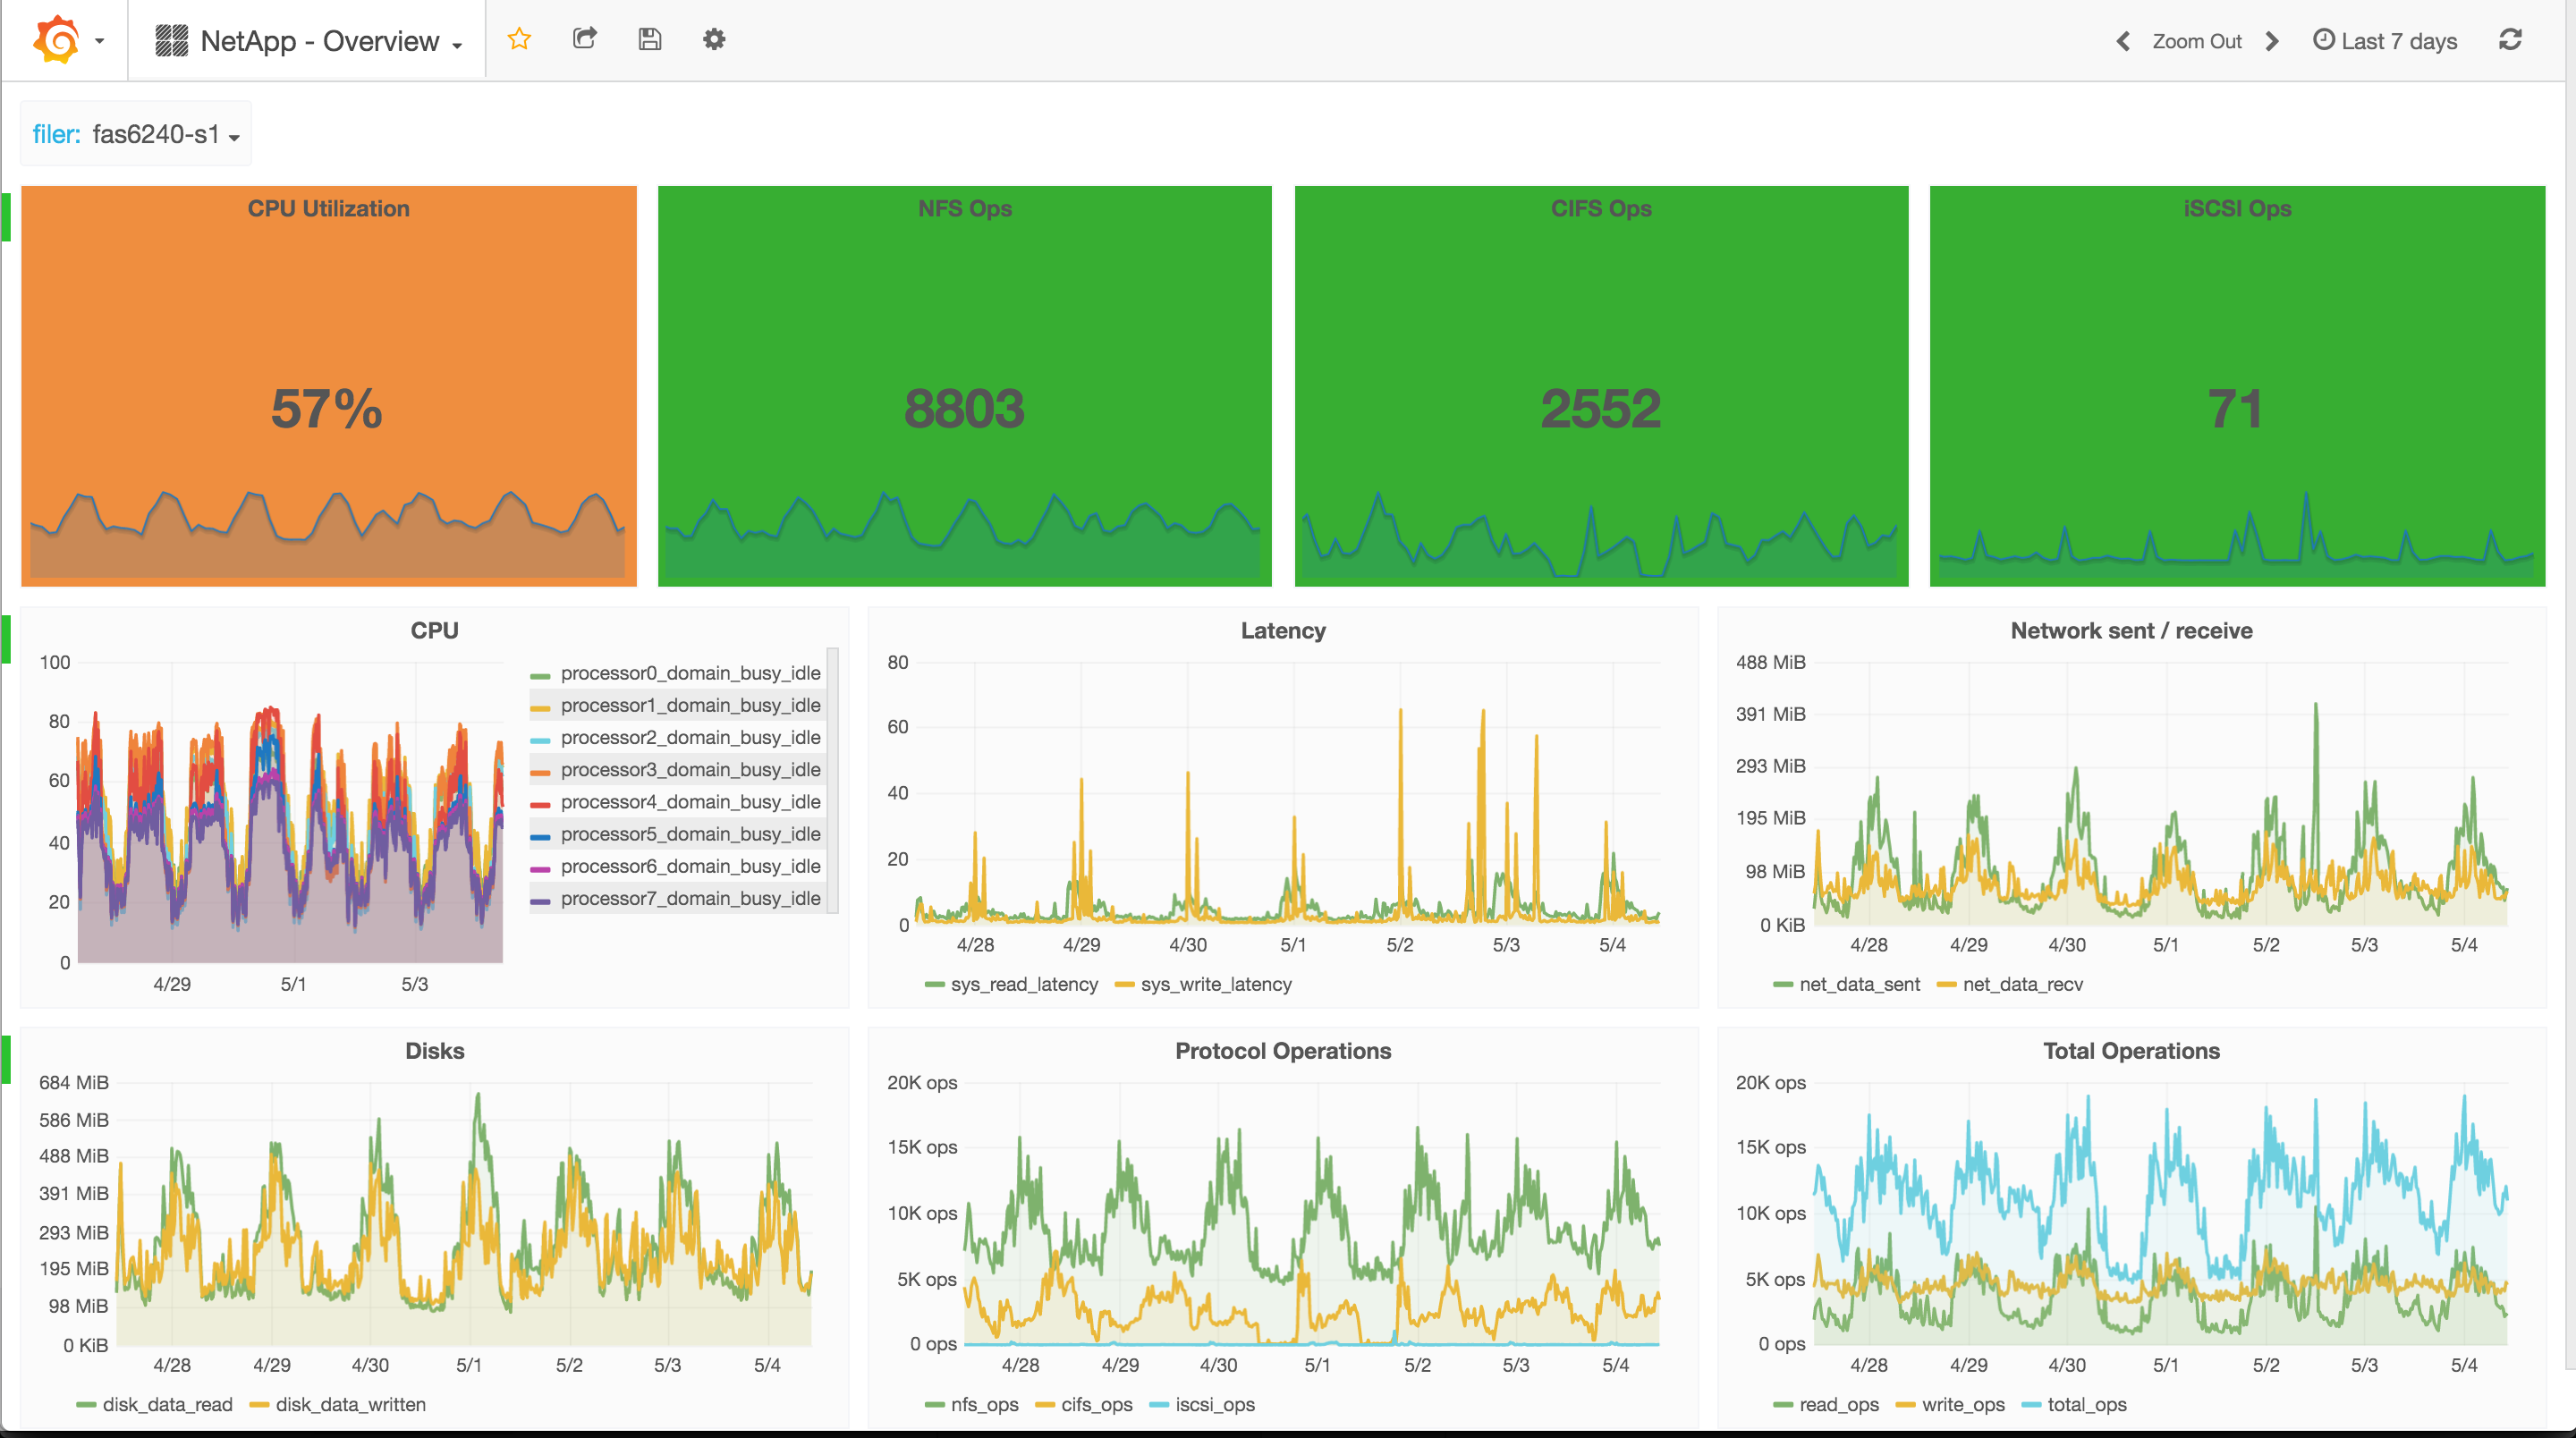 NetApp - Overview
Zoom Out
Last 7 days
filer: fas6240-s1
CPU Utilization
57%
NFS Ops
8803
CIFS Ops
2552
iSCSI Ops
71
CPU
100
80
60
40
20
0
4/29 5/1 5/3
processor0_domain_busy_idle
processor1_domain_busy_idle
processor2_domain_busy_idle
processor3_domain_busy_idle
processor4_domain_busy_idle
processor5_domain_busy_idle
processor6_domain_busy_idle
processor7_domain_busy_idle
Latency
80
60
40
20
0
4/28 4/29 4/30 5/1 5/2 5/3 5/4
sys_read_latency sys_write_latency
Network sent / receive
488 MiB
391 MiB
293 MiB
195 MiB
98 MiB
0 KiB
4/28 4/29 4/30 5/1 5/2 5/3 5/4
net_data_sent net_data_recv
Disks
684 MiB
586 MiB
488 MiB
391 MiB
293 MiB
195 MiB
98 MiB
0 KiB
4/28 4/29 4/30 5/1 5/2 5/3 5/4
disk_data_read disk_data_written
Protocol Operations
20K ops
15K ops
10K ops
5K ops
0 ops
4/28 4/29 4/30 5/1 5/2 5/3 5/4
nfs_ops cifs_ops iscsi_ops
Total Operations
20K ops
15K ops
10K ops
5K ops
0 ops
4/28 4/29 4/30 5/1 5/2 5/3 5/4
read_ops write_ops total_ops